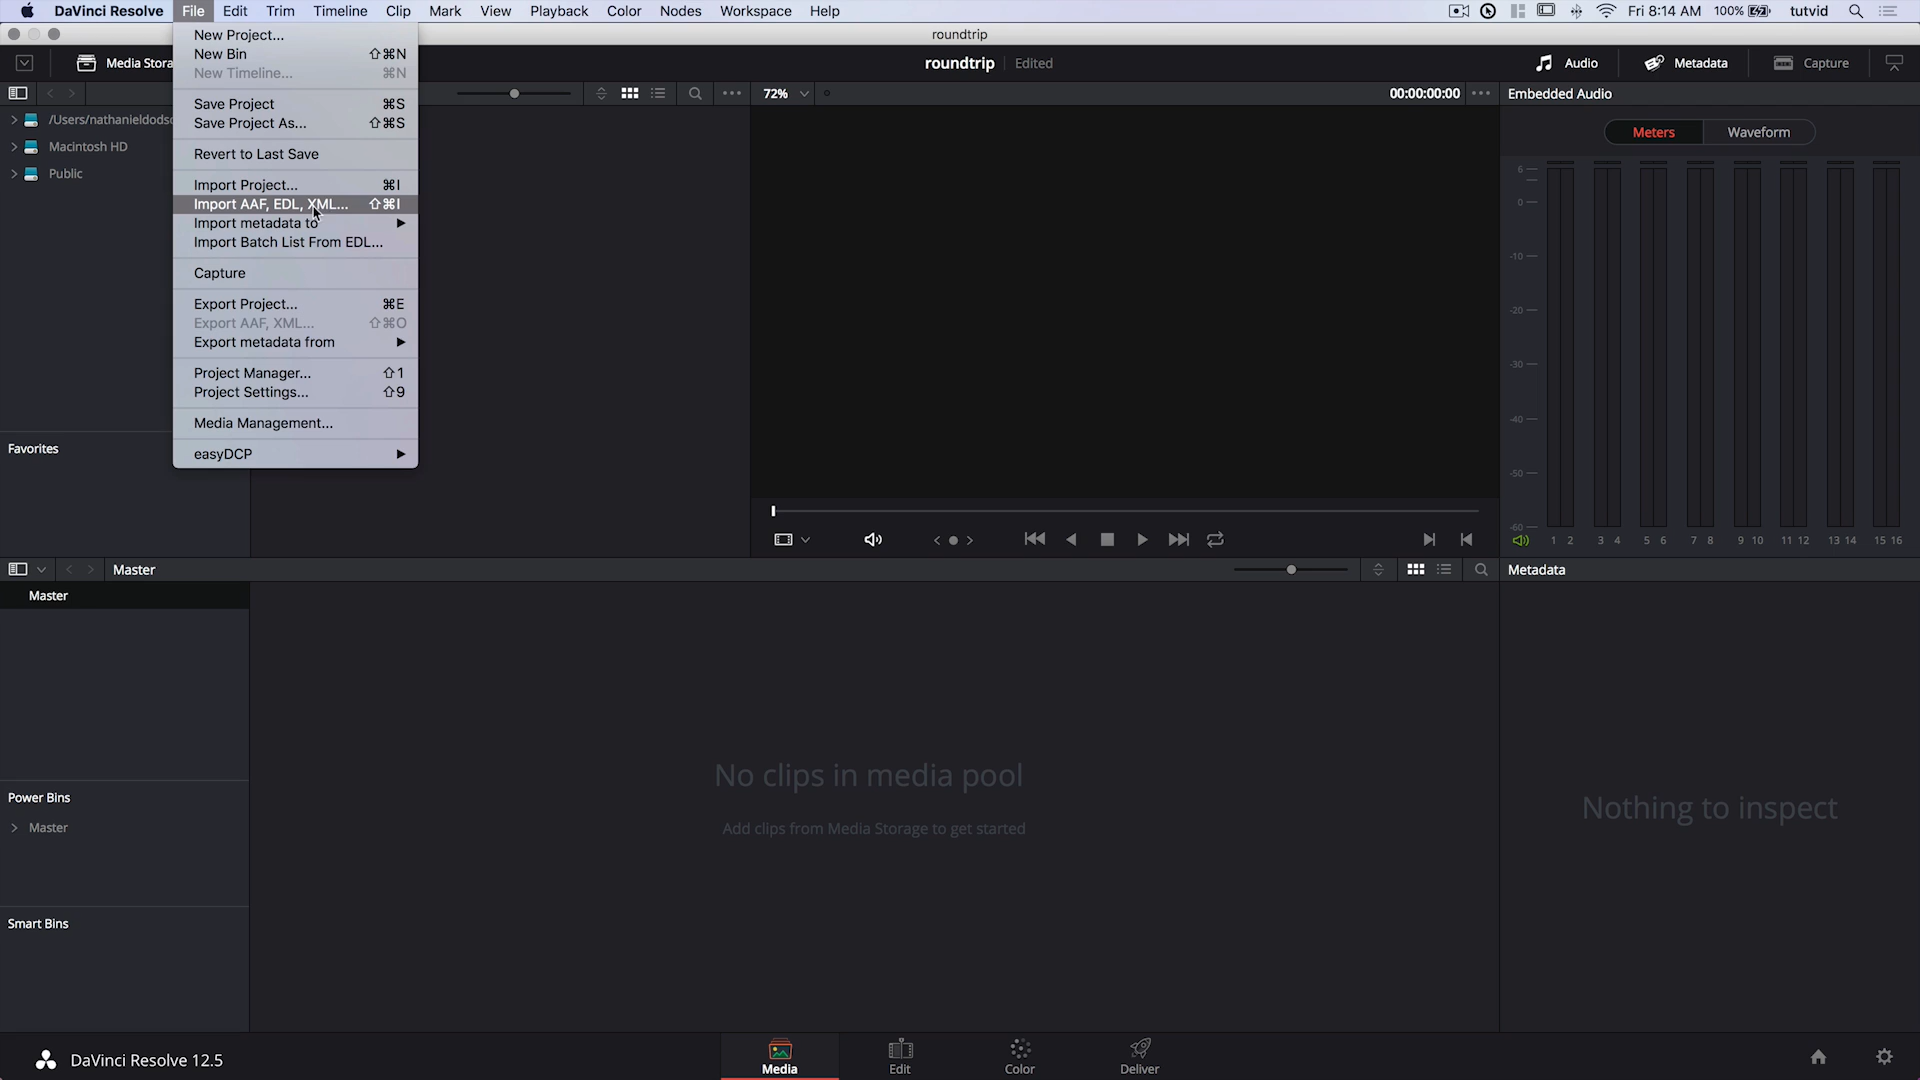 DaVinci Resolve File Edit Trim Timeline Clip Mark View Playback Color Nodes Workspace Help Fri 8:14 AM 100% tutvid
roundtrip
Media Stora
roundtrip Edited
Audio Metadata Capture
72% 00:00:00:00 Embedded Audio
New Project...
New Bin ⇧⌘N
New Timeline... ⌘N
Save Project ⌘S
Save Project As... ⇧⌘S
Revert to Last Save
Import Project... ⌘I
Import AAF, EDL, XML... ⇧⌘I
Import metadata to
Import Batch List From EDL...
Capture
Export Project... ⌘E
Export AAF, XML... ⇧⌘O
Export metadata from
Project Manager... ⇧1
Project Settings... ⇧9
Media Management...
easyDCP
/Users/nathanieldods
Macintosh HD
Public
Favorites
Meters Waveform
6
0
-10
-20
-30
-40
-50
-60
1 2 3 4 5 6 7 8 9 10 11 12 13 14 15 16
Master
Metadata
Master
Power Bins
Master
Smart Bins
No clips in media pool
Add clips from Media Storage to get started
Nothing to inspect
DaVinci Resolve 12.5
Media Edit Color Deliver